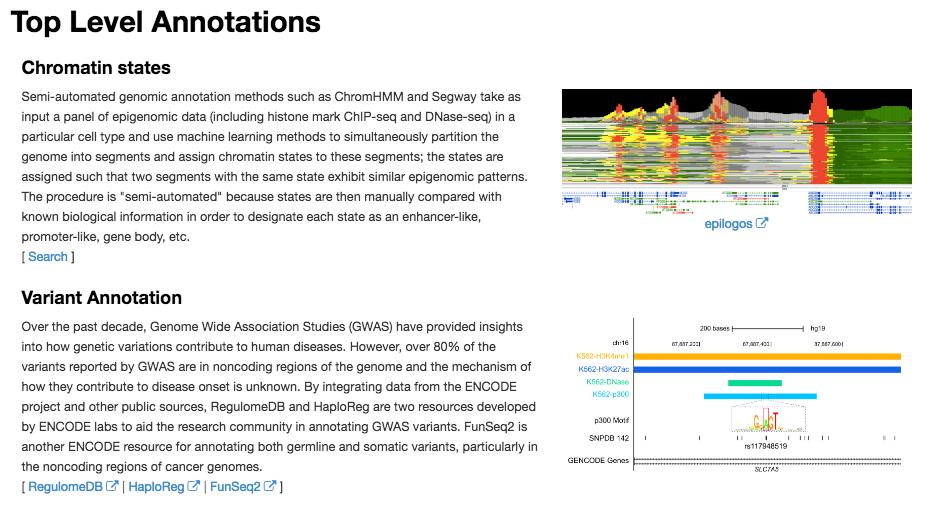 Top Level Annotations
Chromatin states
Semi-automated genomic annotation methods such as ChromHMM and Segway take as
input a panel of epigenomic data (including histone mark ChIP-seq and DNase-seq) in a
particular cell type and use machine learning methods to simultaneously partition the
genome into segments and assign chromatin states to these segments; the states are
assigned such that two segments with the same state exhibit similar epigenomic patterns.
The procedure is "semi-automated" because states are then manually compared with
known biological information in order to designate each state as an enhancer-like,
promoter-like, gene body, etc.
[ Search ]
epilogos
Variant Annotation
Over the past decade, Genome Wide Association Studies (GWAS) have provided insights
into how genetic variations contribute to human diseases. However, over 80% of the
variants reported by GWAS are in noncoding regions of the genome and the mechanism of
how they contribute to disease onset is unknown. By integrating data from the ENCODE
project and other public sources, RegulomeDB and HaploReg are two resources developed
by ENCODE labs to aid the research community in annotating GWAS variants. FunSeq2 is
another ENCODE resource for annotating both germline and somatic variants, particularly in
the noncoding regions of cancer genomes.
[ RegulomeDB | HaploReg | FunSeq2 ]
200 bases hg19
chr16 87,887,200| 87,887,400| 87,887,600|
K562-H3K4me1
K562-H3K27ac
K562-DNase
K562-p300
p300 Motif
SNPDB 142
rs117948519
GENCODE Genes
SLC7A5